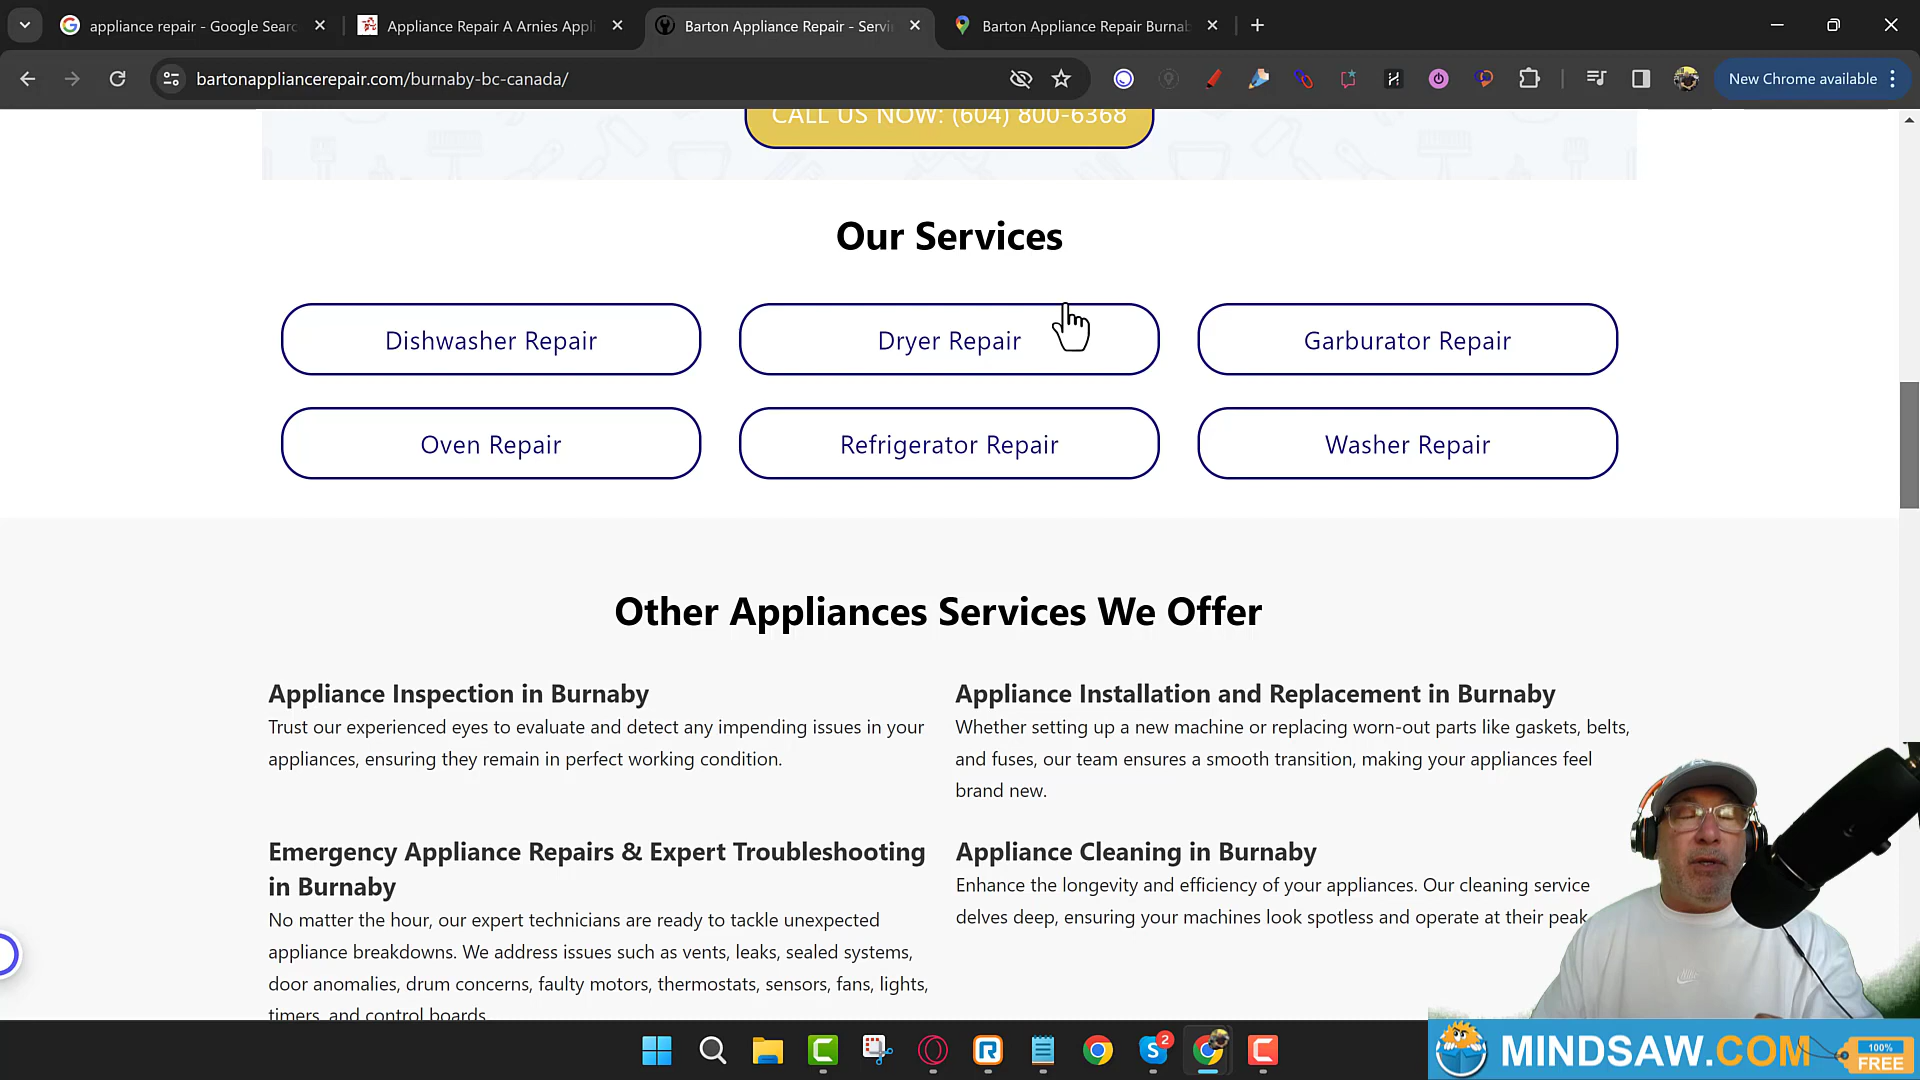 appliance repair - Google Searc
Appliance Repair A Arnies Appl
Barton Appliance Repair - Servi
Barton Appliance Repair Burnab
bartonappliancerepair.com/burnaby-bc-canada/
New Chrome available
CALL US NOW: (604) 800-6368
Our Services
Dishwasher Repair
Dryer Repair
Garburator Repair
Oven Repair
Refrigerator Repair
Washer Repair
Other Appliances Services We Offer
Appliance Inspection in Burnaby
Trust our experienced eyes to evaluate and detect any impending issues in your
appliances, ensuring they remain in perfect working condition.
Appliance Installation and Replacement in Burnaby
Whether setting up a new machine or replacing worn-out parts like gaskets, belts,
and fuses, our team ensures a smooth transition, making your appliances feel
brand new.
Emergency Appliance Repairs & Expert Troubleshooting
in Burnaby
No matter the hour, our expert technicians are ready to tackle unexpected
appliance breakdowns. We address issues such as vents, leaks, sealed systems,
door anomalies, drum concerns, faulty motors, thermostats, sensors, fans, lights,
timers, and control boards.
Appliance Cleaning in Burnaby
Enhance the longevity and efficiency of your appliances. Our cleaning service
delves deep, ensuring your machines look spotless and operate at their peak
2
MINDSAW.COM
100%
FREE